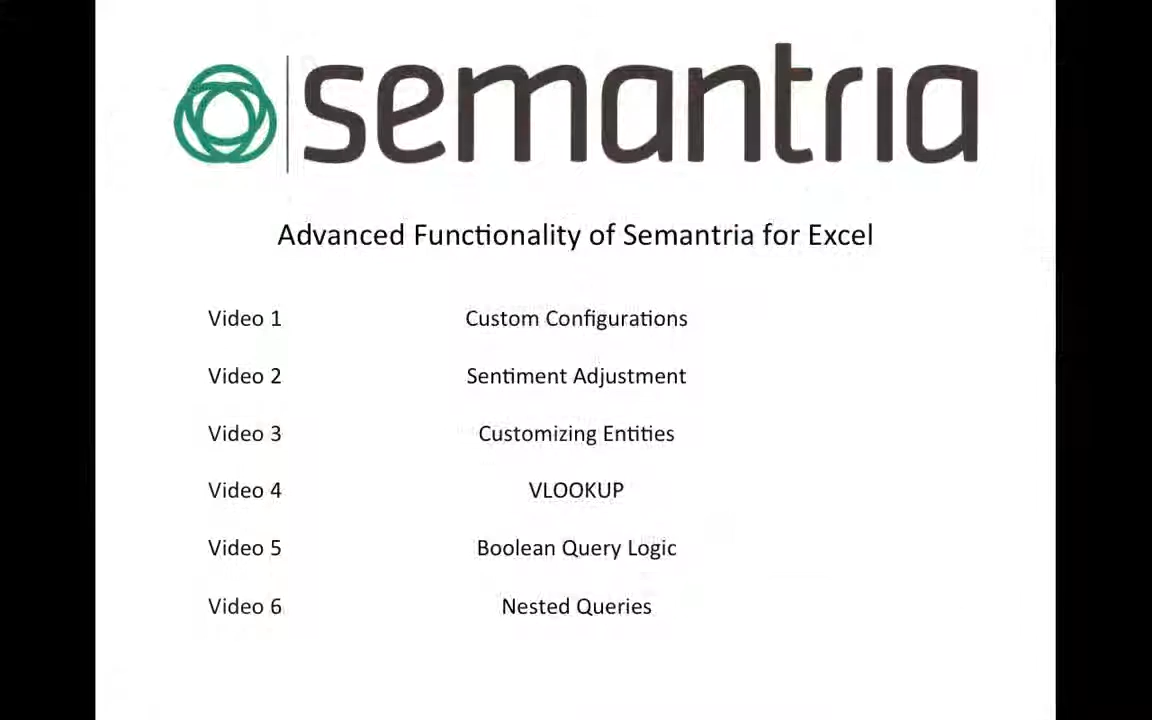 semantria
Advanced Functionality of Semantria for Excel
Video 1 Custom Configurations
Video 2 Sentiment Adjustment
Video 3 Customizing Entities
Video 4 VLOOKUP
Video 5 Boolean Query Logic
Video 6 Nested Queries